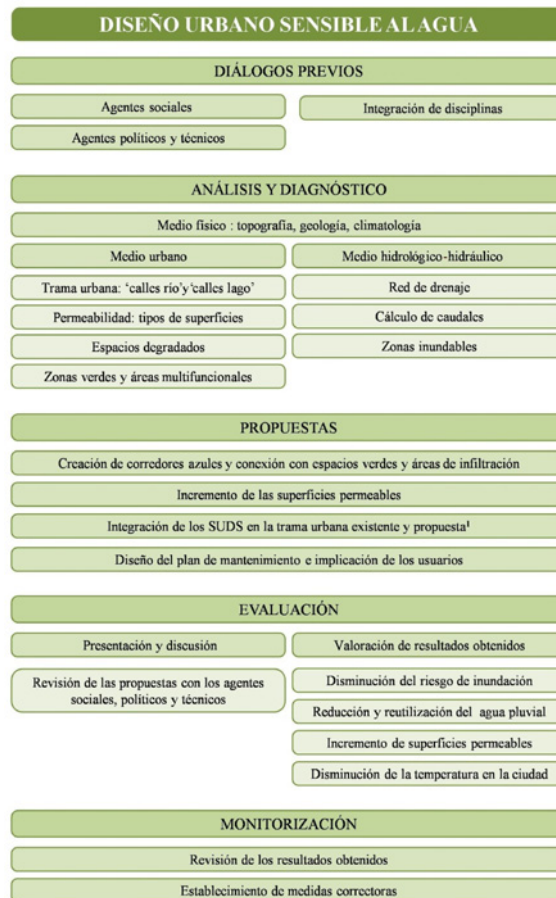 DISEÑO URBANO SENSIBLE AL AGUA
DIÁLOGOS PREVIOS
Agentes sociales
Integración de disciplinas
Agentes políticos y técnicos
ANÁLISIS Y DIAGNÓSTICO
Medio físico : topografía, geología, climatología
Medio urbano
Medio hidrológico-hidráulico
Trama urbana: ‘calles río’y‘calles lago’
Red de drenaje
Permeabilidad: tipos de superficies
Cálculo de caudales
Espacios degradados
Zonas inundables
Zonas verdes y áreas multifuncionales
PROPUESTAS
Creación de corredores azules y conexión con espacios verdes y áreas de infiltración
Incremento de las superficies permeables
Integración de los SUDS en la trama urbana existente y propuesta¹
Diseño del plan de mantenimiento e implicación de los usuarios
EVALUACIÓN
Presentación y discusión
Valoración de resultados obtenidos
Revisión de las propuestas con los agentes
sociales, políticos y técnicos
Disminución del riesgo de inundación
Reducción y reutilización del agua pluvial
Incremento de superficies permeables
Disminución de la temperatura en la ciudad
MONITORIZACIÓN
Revisión de los resultados obtenidos
Establecimiento de medidas correctoras